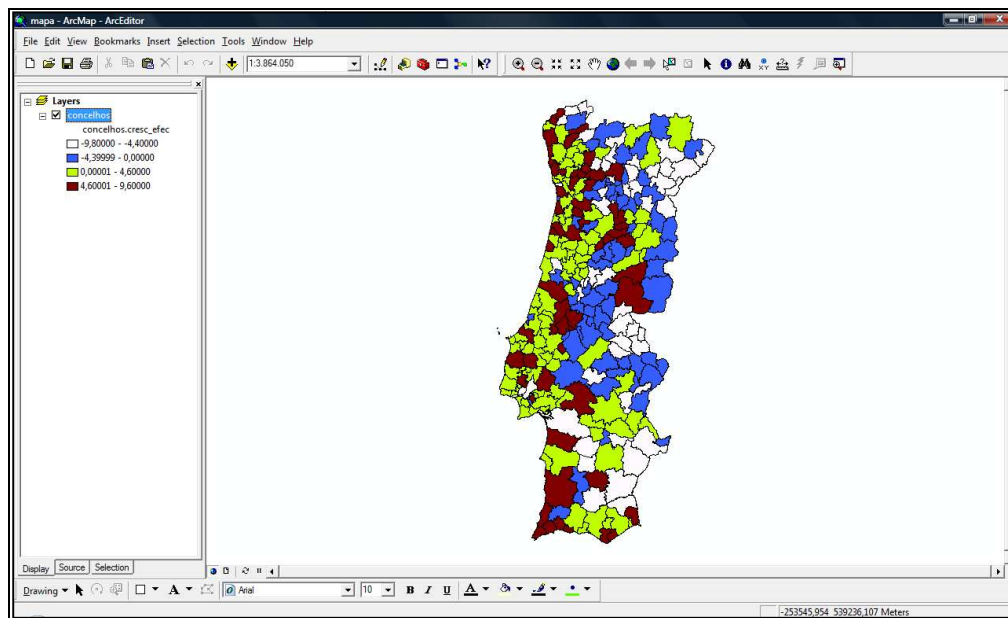 mapa - ArcMap - ArcEditor
File Edit View Bookmarks Insert Selection Tools Window Help
1:3.864.050
Layers
concelhos
concelhos.cresc_efec
-9,80000 - -4,40000
-4,39999 - 0,00000
0,00001 - 4,60000
4,60001 - 9,60000
Display Source Selection
Drawing Arial 10 B I U A
-253545,954 539236,107 Meters